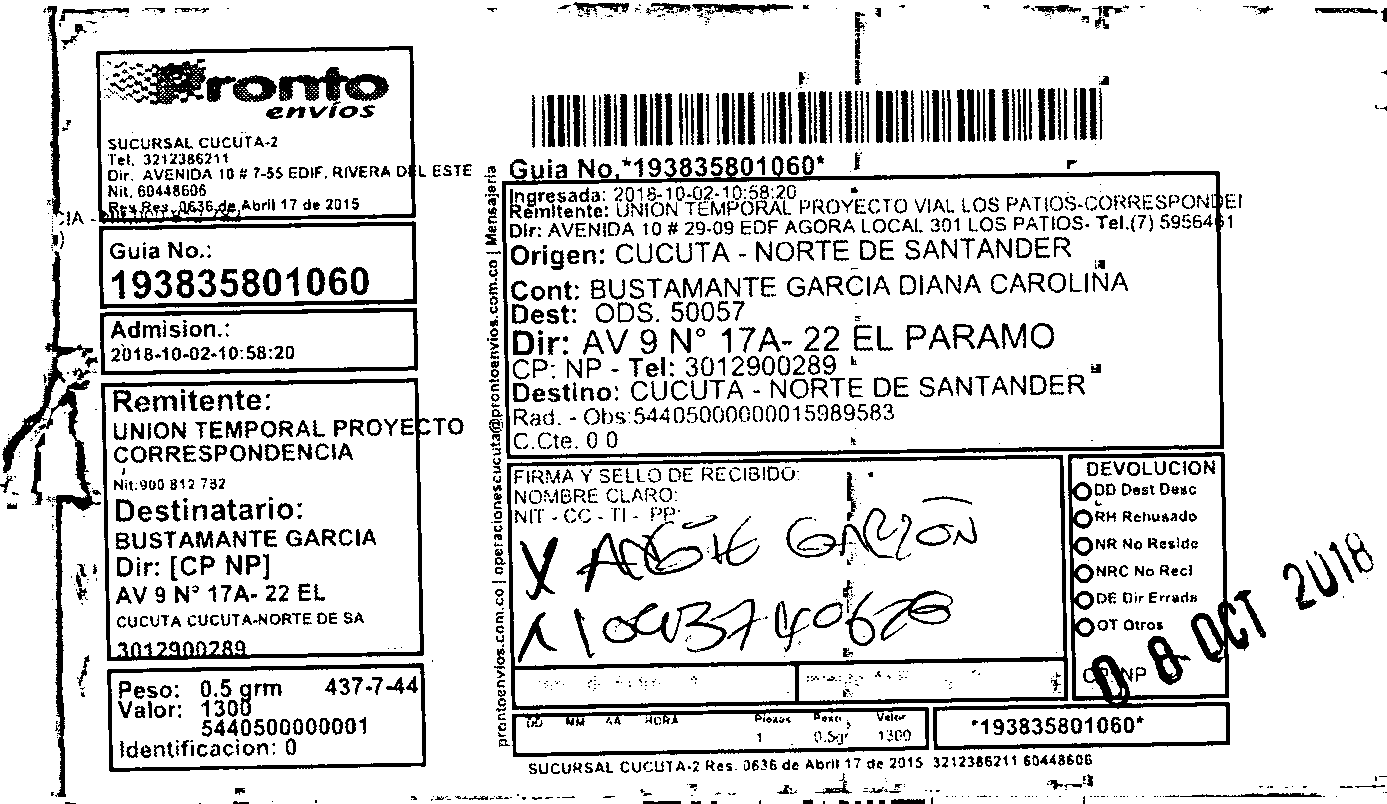 Pronto
envíos
SUCURSAL CUCUTA-2
Tel. 3212386211
Dir. AVENIDA 10 # 7-55 EDIF. RIVERA DEL ESTE
Nit. 60448606
Rev Res. 0636 de Abril 17 de 2015
Guia No.:
193835801060
Admision.:
2018-10-02-10:58:20
Remitente:
UNION TEMPORAL PROYECTO
CORRESPONDENCIA
Nit:900 812 782
Destinatario:
BUSTAMANTE GARCIA
Dir: [CP NP]
AV 9 N° 17A- 22 EL
CUCUTA CUCUTA-NORTE DE SA
3012900289
Peso: 0.5 grm 437-7-44
Valor: 1300
5440500000001
Identificacion: 0
prontoenvios.com.co | operacionescucuta@prontoenvios.com.co | Mensajeria
Guia No.*193835801060*
Ingresada: 2018-10-02-10:58:20
Remitente: UNION TEMPORAL PROYECTO VIAL LOS PATIOS-CORRESPONDEI
Dir: AVENIDA 10 # 29-09 EDF AGORA LOCAL 301 LOS PATIOS- Tel.(7) 5956461
Origen: CUCUTA - NORTE DE SANTANDER
Cont: BUSTAMANTE GARCIA DIANA CAROLINA
Dest: ODS. 50057
Dir: AV 9 N° 17A- 22 EL PARAMO
CP: NP - Tel: 3012900289
Destino: CUCUTA - NORTE DE SANTANDER
Rad. - Obs:54405000000015989583
C.Cte. 0 0
FIRMA Y SELLO DE RECIBIDO:
NOMBRE CLARO:
NIT - CC - TI - PP:
X GARZON
DEVOLUCION
DD Dest Desc
RH Rehusado
NR No Reside
NRC No Recl
DE Dir Errada
OT Otros
08 OCT 2018
DD MM AA HORA Piezas Peso Valor
1 0.5gr 1300
*193835801060*
SUCURSAL CUCUTA-2 Res. 0636 de Abril 17 de 2015 3212386211 60448606